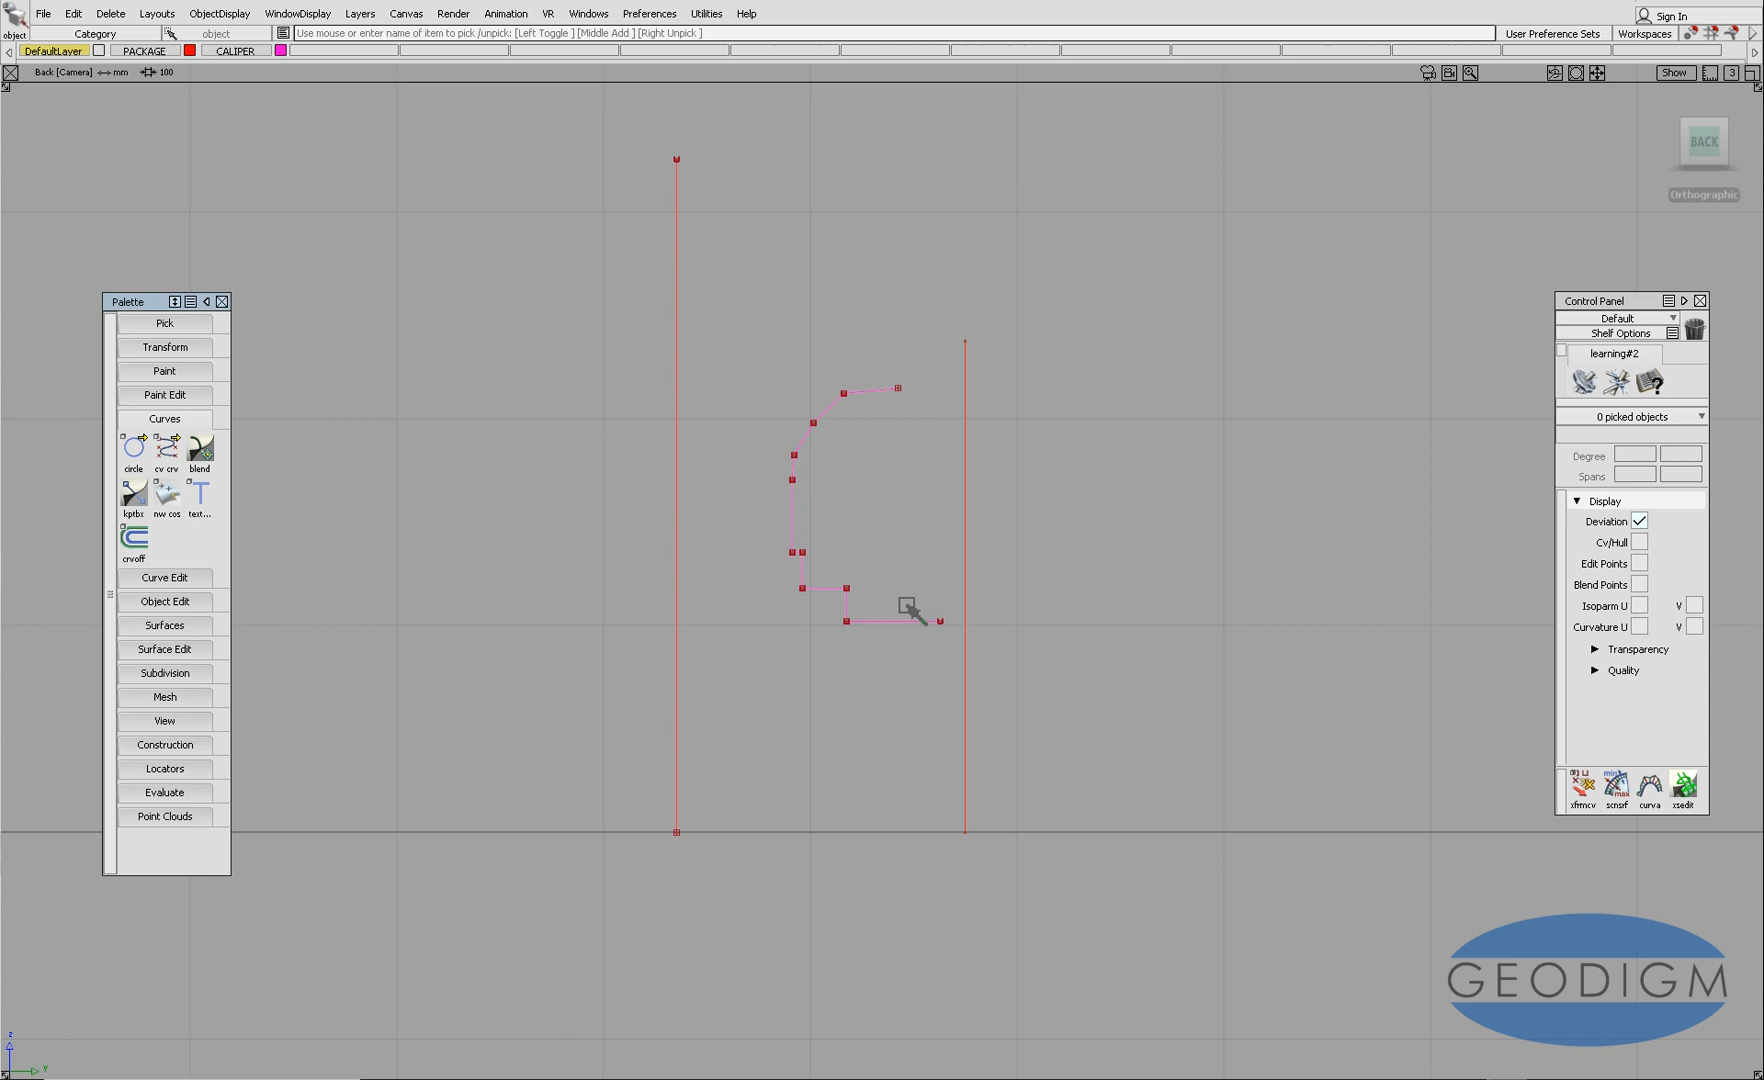 File Edit Delete Layouts ObjectDisplay WindowDisplay Layers Canvas Render Animation VR Windows Preferences Utilities Help
Sign In
object Category object Use mouse or enter name of item to pick /unpick: [Left Toggle ] [Middle Add ] [Right Unpick ] User Preference Sets Workspaces
DefaultLayer PACKAGE CALIPER
Back [Camera] mm 100 Show 3
BACK
Orthographic
Palette
Pick
Transform
Paint
Paint Edit
Curves
circle cv crv blend
kptbx nw cos text...
crvoff
Curve Edit
Object Edit
Surfaces
Surface Edit
Subdivision
Mesh
View
Construction
Locators
Evaluate
Point Clouds
Control Panel
Default
Shelf Options
learning#2
0 picked objects
Degree
Spans
Display
Deviation
Cv/Hull
Edit Points
Blend Points
Isoparm U V
Curvature U V
Transparency
Quality
min
max
xfrmcv scnsrf curva xsedit
GEODIGM
z
y